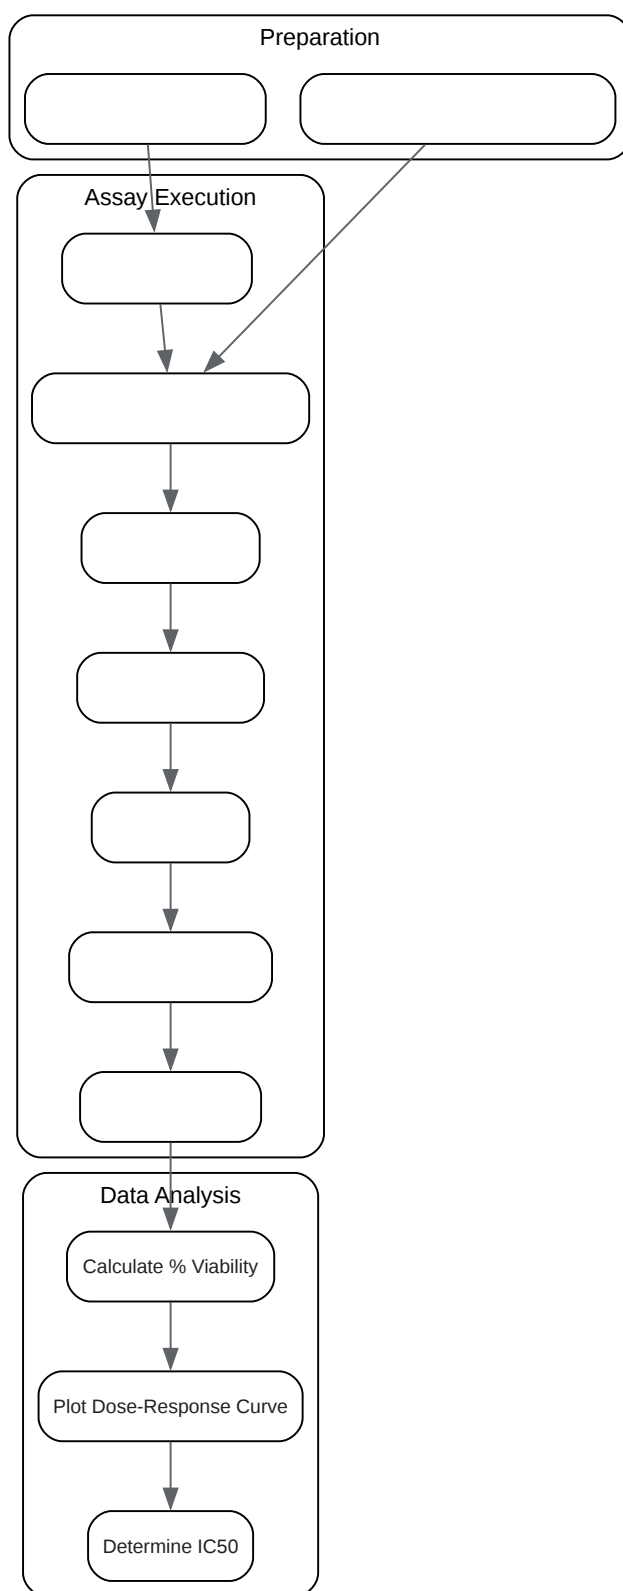 Preparation
Assay Execution
Data Analysis
Calculate % Viability
Plot Dose-Response Curve
Determine IC50